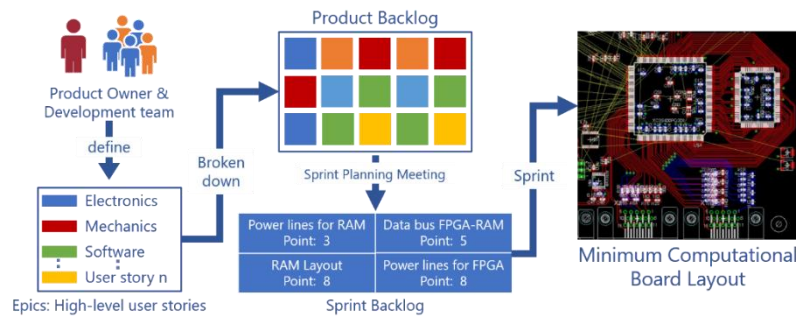 Product Owner &
Development team
define
Electronics
Mechanics
Software
User story n
Epics: High-level user stories
Broken
down
Product Backlog
Sprint Planning Meeting
Power lines for RAM
Point: 3
Data bus FPGA-RAM
Point: 5
RAM Layout
Point: 8
Power lines for FPGA
Point: 8
Sprint Backlog
Sprint
Minimum Computational
Board Layout